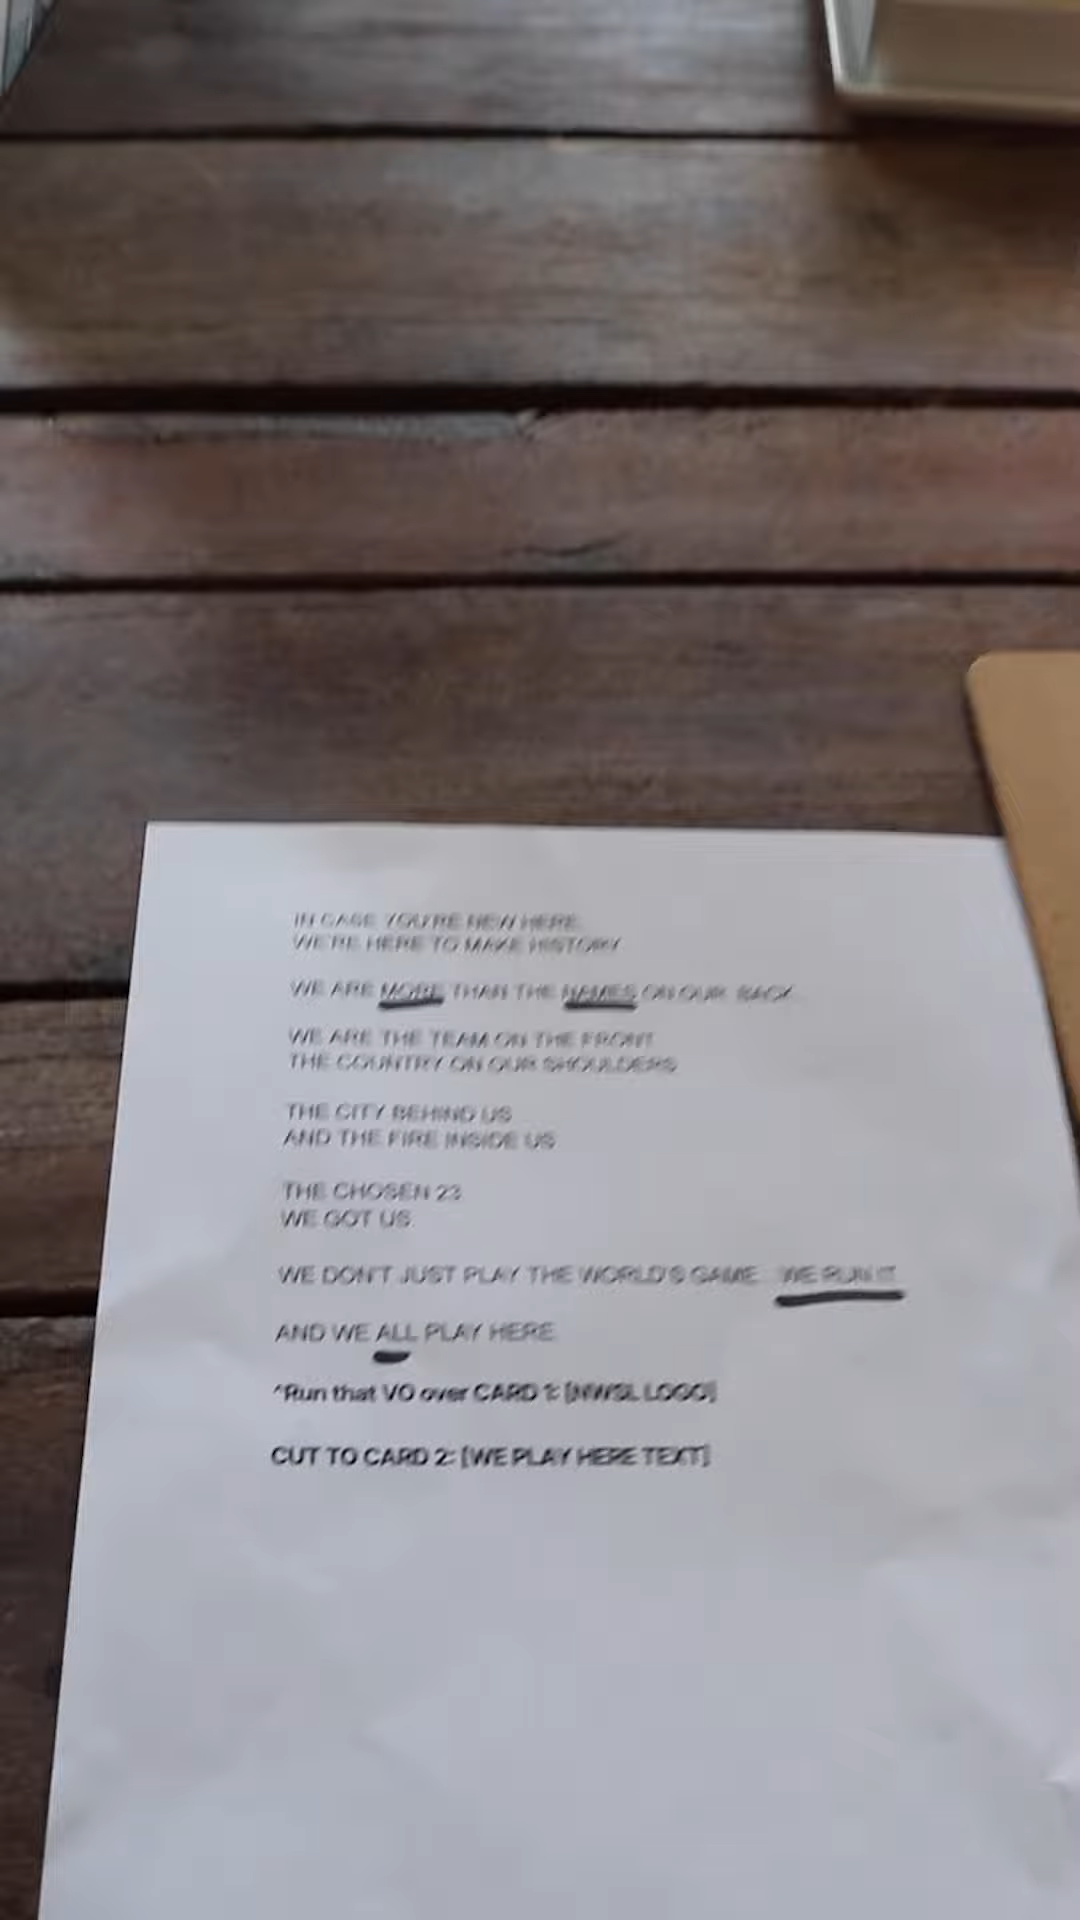 IN CASE YOU'RE NEW HERE
WE'RE HERE TO MAKE HISTORY
WE ARE MORE THAN THE NAMES ON OUR BACK
WE ARE THE TEAM ON THE FRONT
THE COUNTRY ON OUR SHOULDERS
THE CITY BEHIND US
AND THE FIRE INSIDE US
THE CHOSEN 23
WE GOT US
WE DON'T JUST PLAY THE WORLD'S GAME WE RUN IT
AND WE ALL PLAY HERE
^Run that VO over CARD 1: [NWSL LOGO]
CUT TO CARD 2: [WE PLAY HERE TEXT]